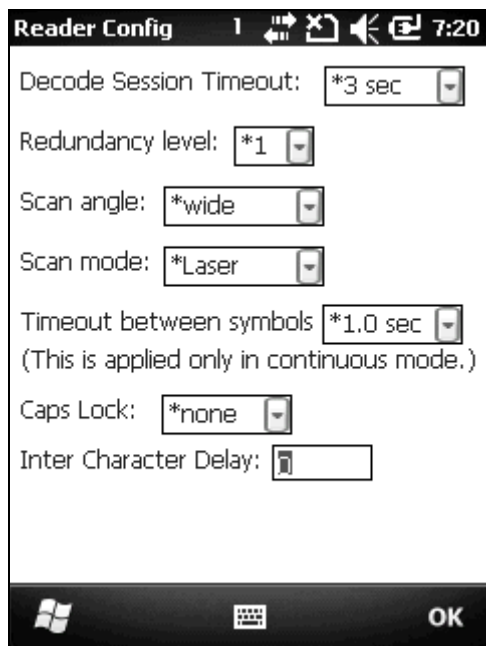 Reader Config 1 7:20
Decode Session Timeout: *3 sec
Redundancy level: *1
Scan angle: *wide
Scan mode: *Laser
Timeout between symbols *1.0 sec
(This is applied only in continuous mode.)
Caps Lock: *none
Inter Character Delay:
OK